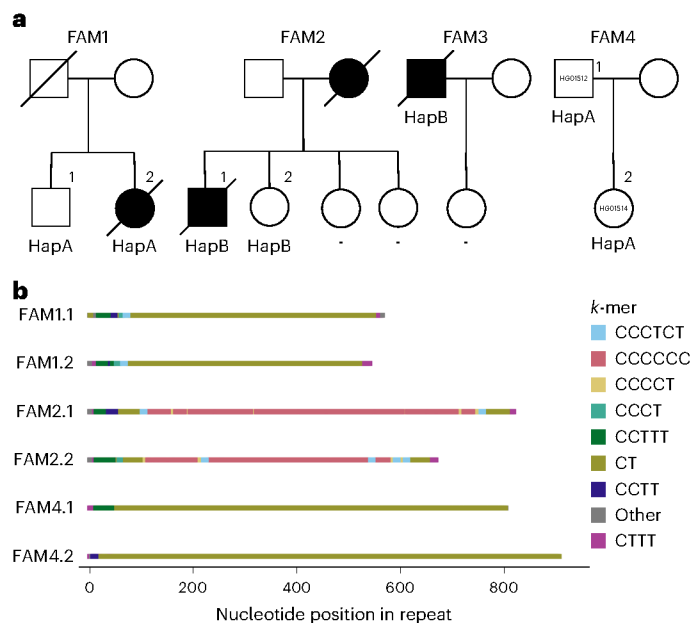 a
FAM1 FAM2 FAM3 FAM4
HG01512 1
HapB HapA
1 2 1 2 2
HG01514
HapA HapA HapB HapB - - - HapA
b
k-mer
FAM1.1
FAM1.2
FAM2.1
FAM2.2
FAM4.1
FAM4.2
CCCTCT
CCCCCC
CCCCT
CCCT
CCTTT
CT
CCTT
Other
CTTT
0 200 400 600 800
Nucleotide position in repeat